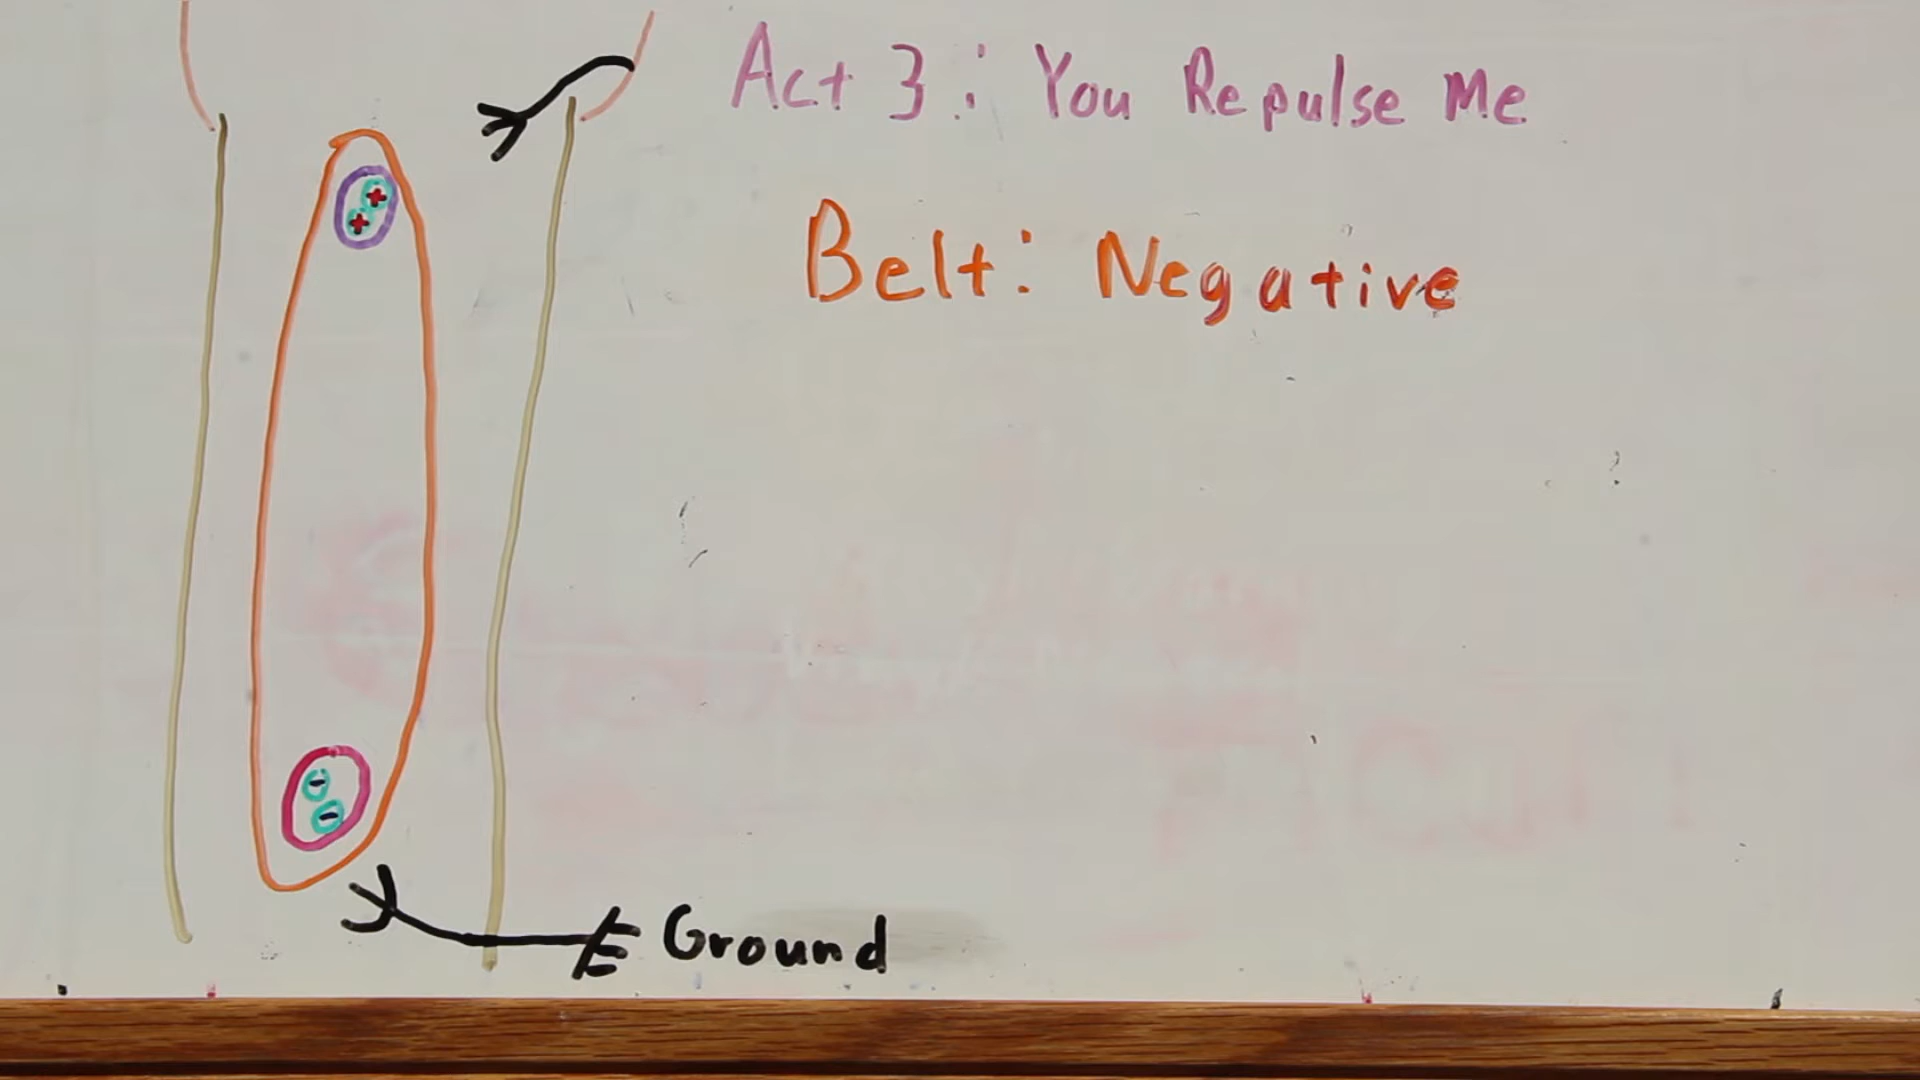 Act 3: You Repulse Me
Belt: Negative
+
+
-
-
Ground